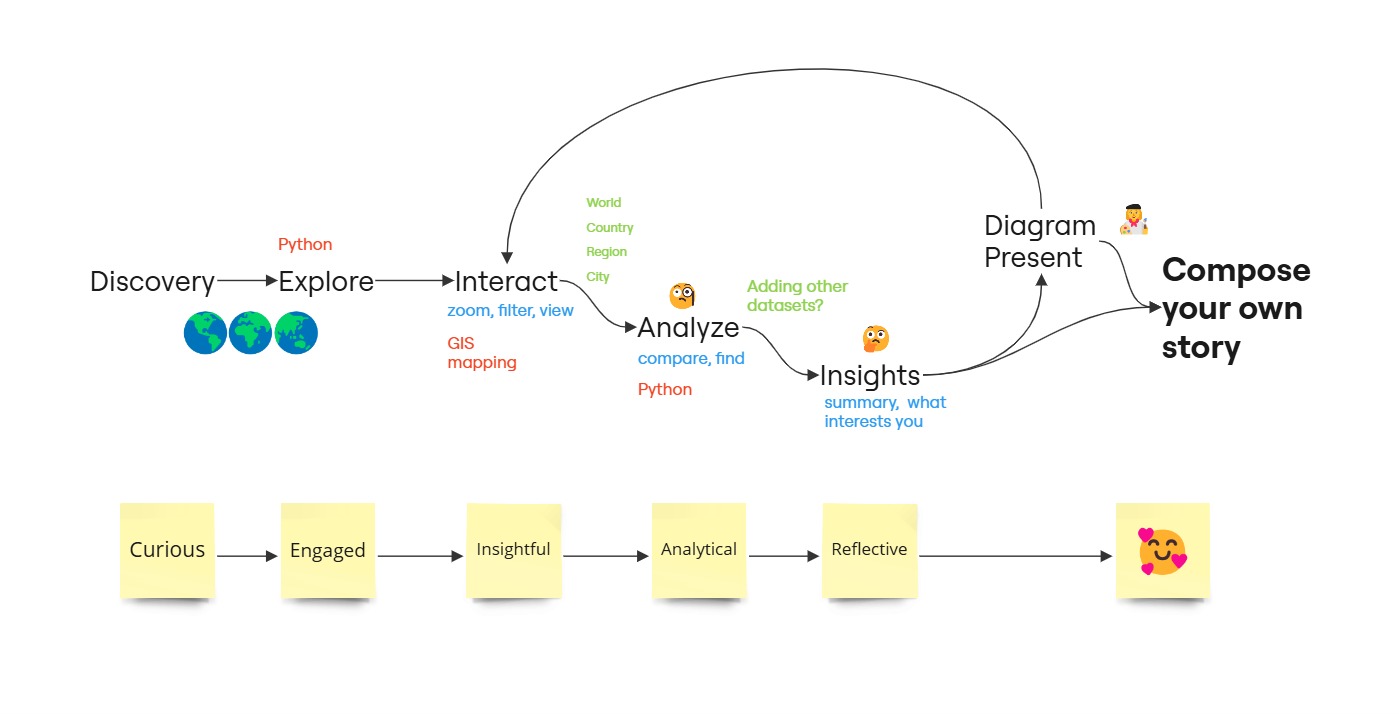 Discovery
Python
Explore
Interact
zoom, filter, view
GIS
mapping
World
Country
Region
City
Analyze
compare, find
Python
Adding other
datasets?
Insights
summary,  what
interests you
Diagram
Present
Compose
your own
story
Curious
Engaged
Insightful
Analytical
Reflective